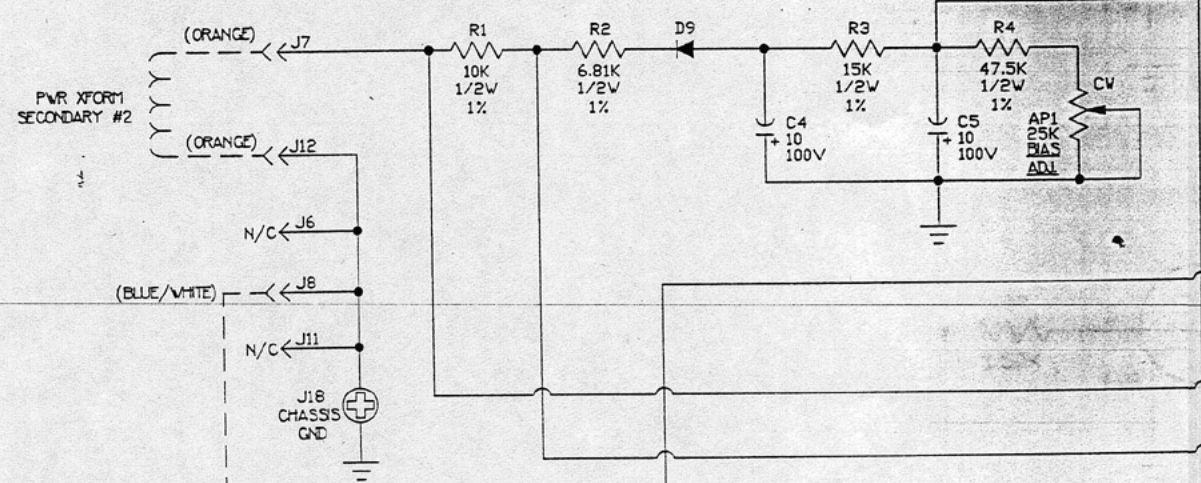 (ORANGE)
J7
PWR XFORM
SECONDARY #2
(ORANGE)
J12
N/C
J6
(BLUE/WHITE)
J8
N/C
J11
J18
CHASSIS
GND
R1
10K
1/2W
1%
R2
6.81K
1/2W
1%
D9
R3
15K
1/2W
1%
R4
47.5K
1/2W
1%
C4
+ 10
100V
C5
+ 10
100V
CW
AP1
25K
BIAS
ADJ.